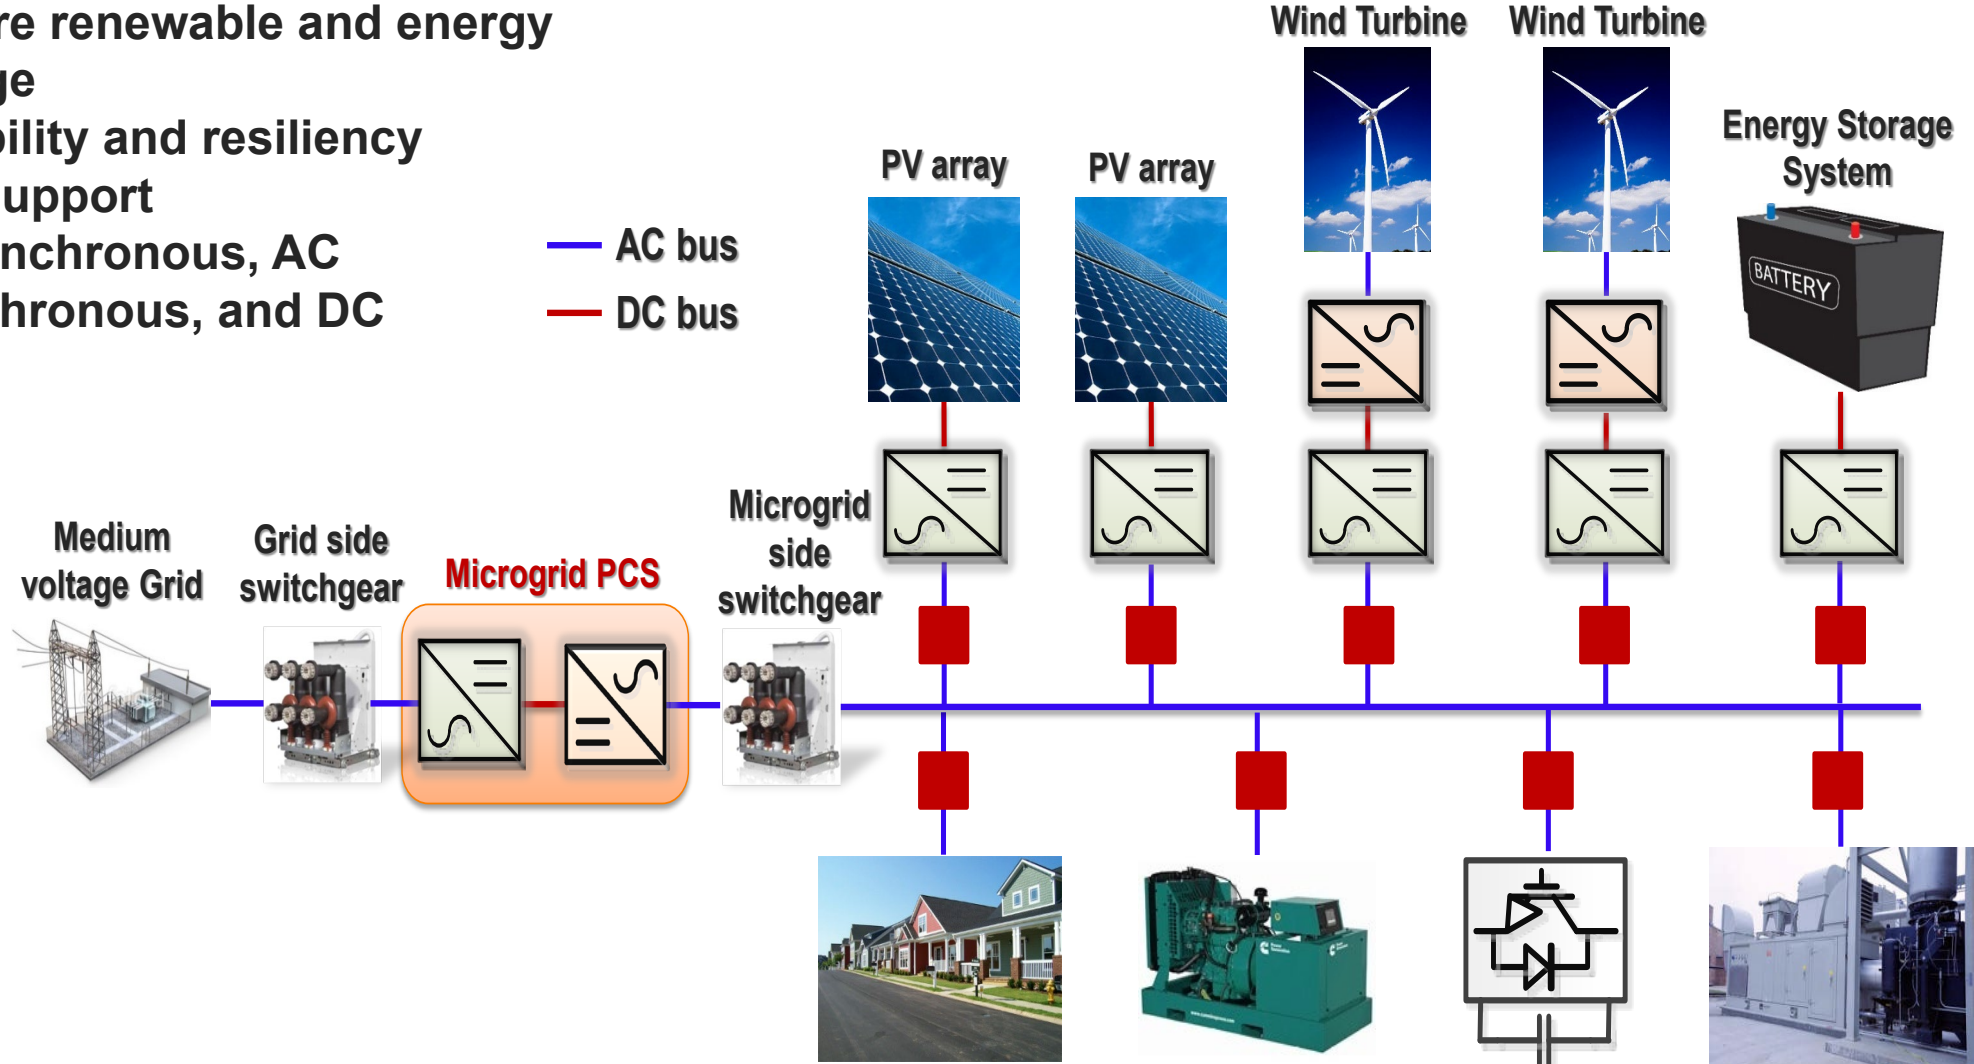 re renewable and energy
ge
bility and resiliency
support
nchronous, AC
hronous, and DC
AC bus
DC bus
PV array
PV array
Wind Turbine
Wind Turbine
Energy Storage
System
BATTERY
Medium
voltage Grid
Grid side
switchgear
Microgrid PCS
Microgrid
side
switchgear